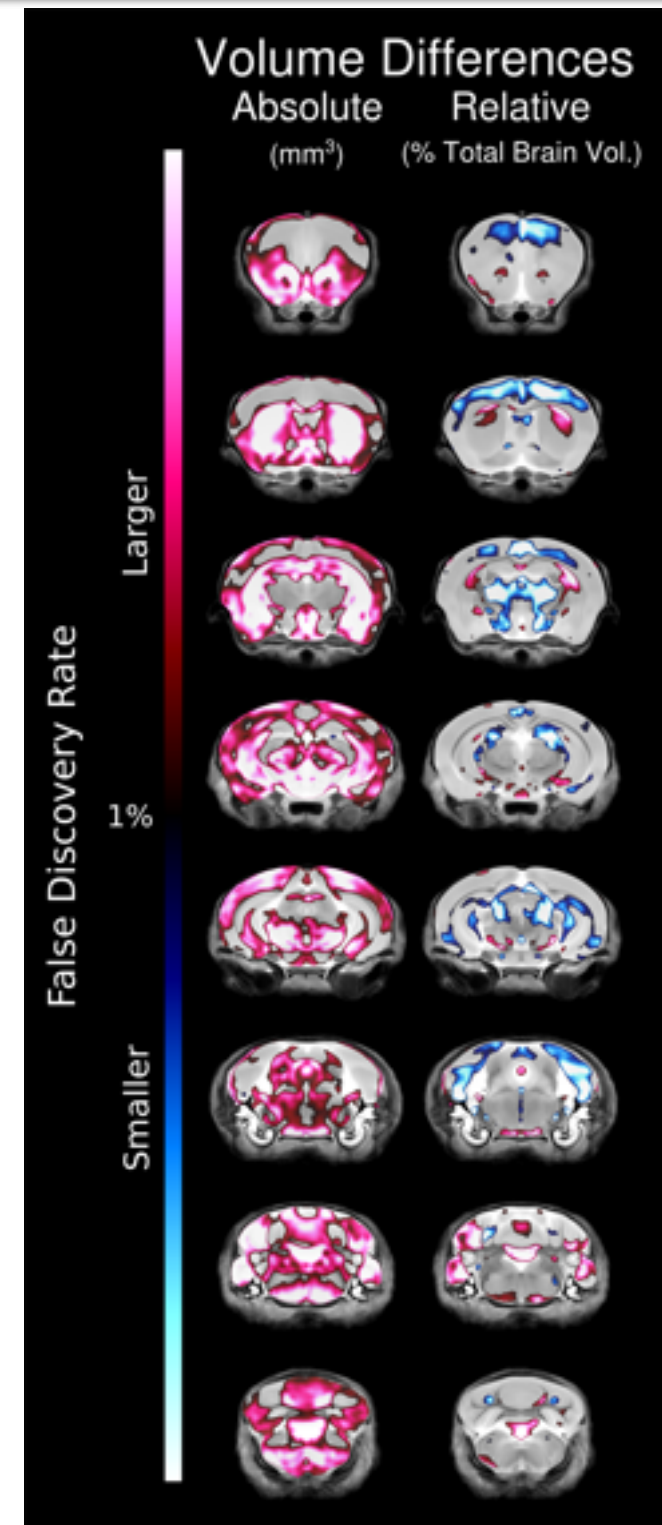 Volume Differences
Absolute Relative
(mm³) (% Total Brain Vol.)
Larger
False Discovery Rate
1%
Smaller